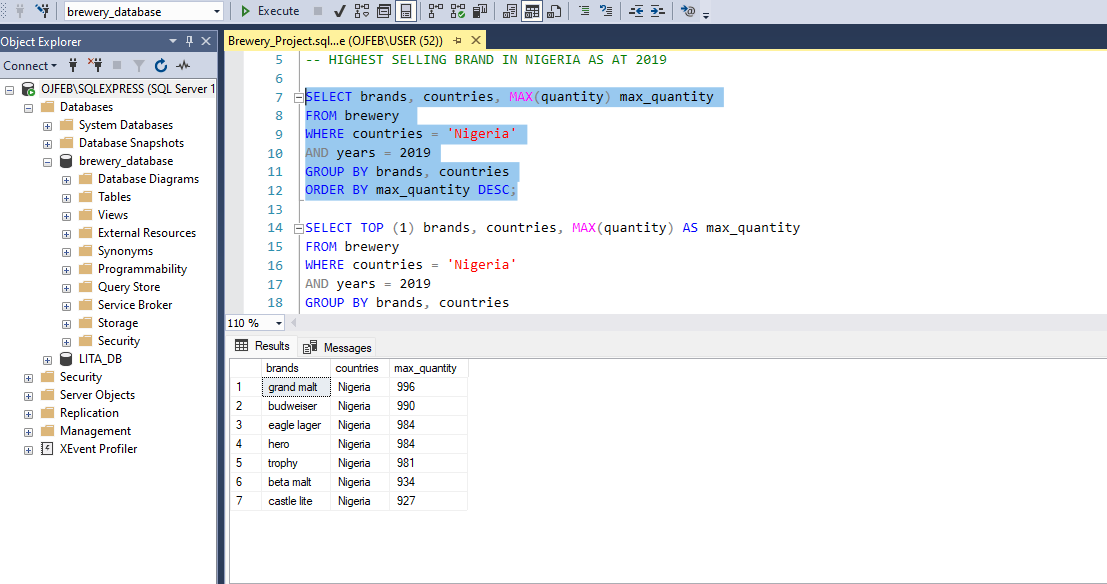 brewery_database Execute
Brewery_Project.sql...e (OJFEB\USER (52))
Object Explorer
Connect
OJFEB\SQLEXPRESS (SQL Server 1
Databases
System Databases
Database Snapshots
brewery_database
Database Diagrams
Tables
Views
External Resources
Synonyms
Programmability
Query Store
Service Broker
Storage
Security
LITA_DB
Security
Server Objects
Replication
Management
XEvent Profiler
5 -- HIGHEST SELLING BRAND IN NIGERIA AS AT 2019
6
7 SELECT brands, countries, MAX(quantity) max_quantity
8 FROM brewery
9 WHERE countries = 'Nigeria'
10 AND years = 2019
11 GROUP BY brands, countries
12 ORDER BY max_quantity DESC;
13
14 SELECT TOP (1) brands, countries, MAX(quantity) AS max_quantity
15 FROM brewery
16 WHERE countries = 'Nigeria'
17 AND years = 2019
18 GROUP BY brands, countries
110 %
Results Messages
brands countries max_quantity
1 grand malt Nigeria 996
2 budweiser Nigeria 990
3 eagle lager Nigeria 984
4 hero Nigeria 984
5 trophy Nigeria 981
6 beta malt Nigeria 934
7 castle lite Nigeria 927